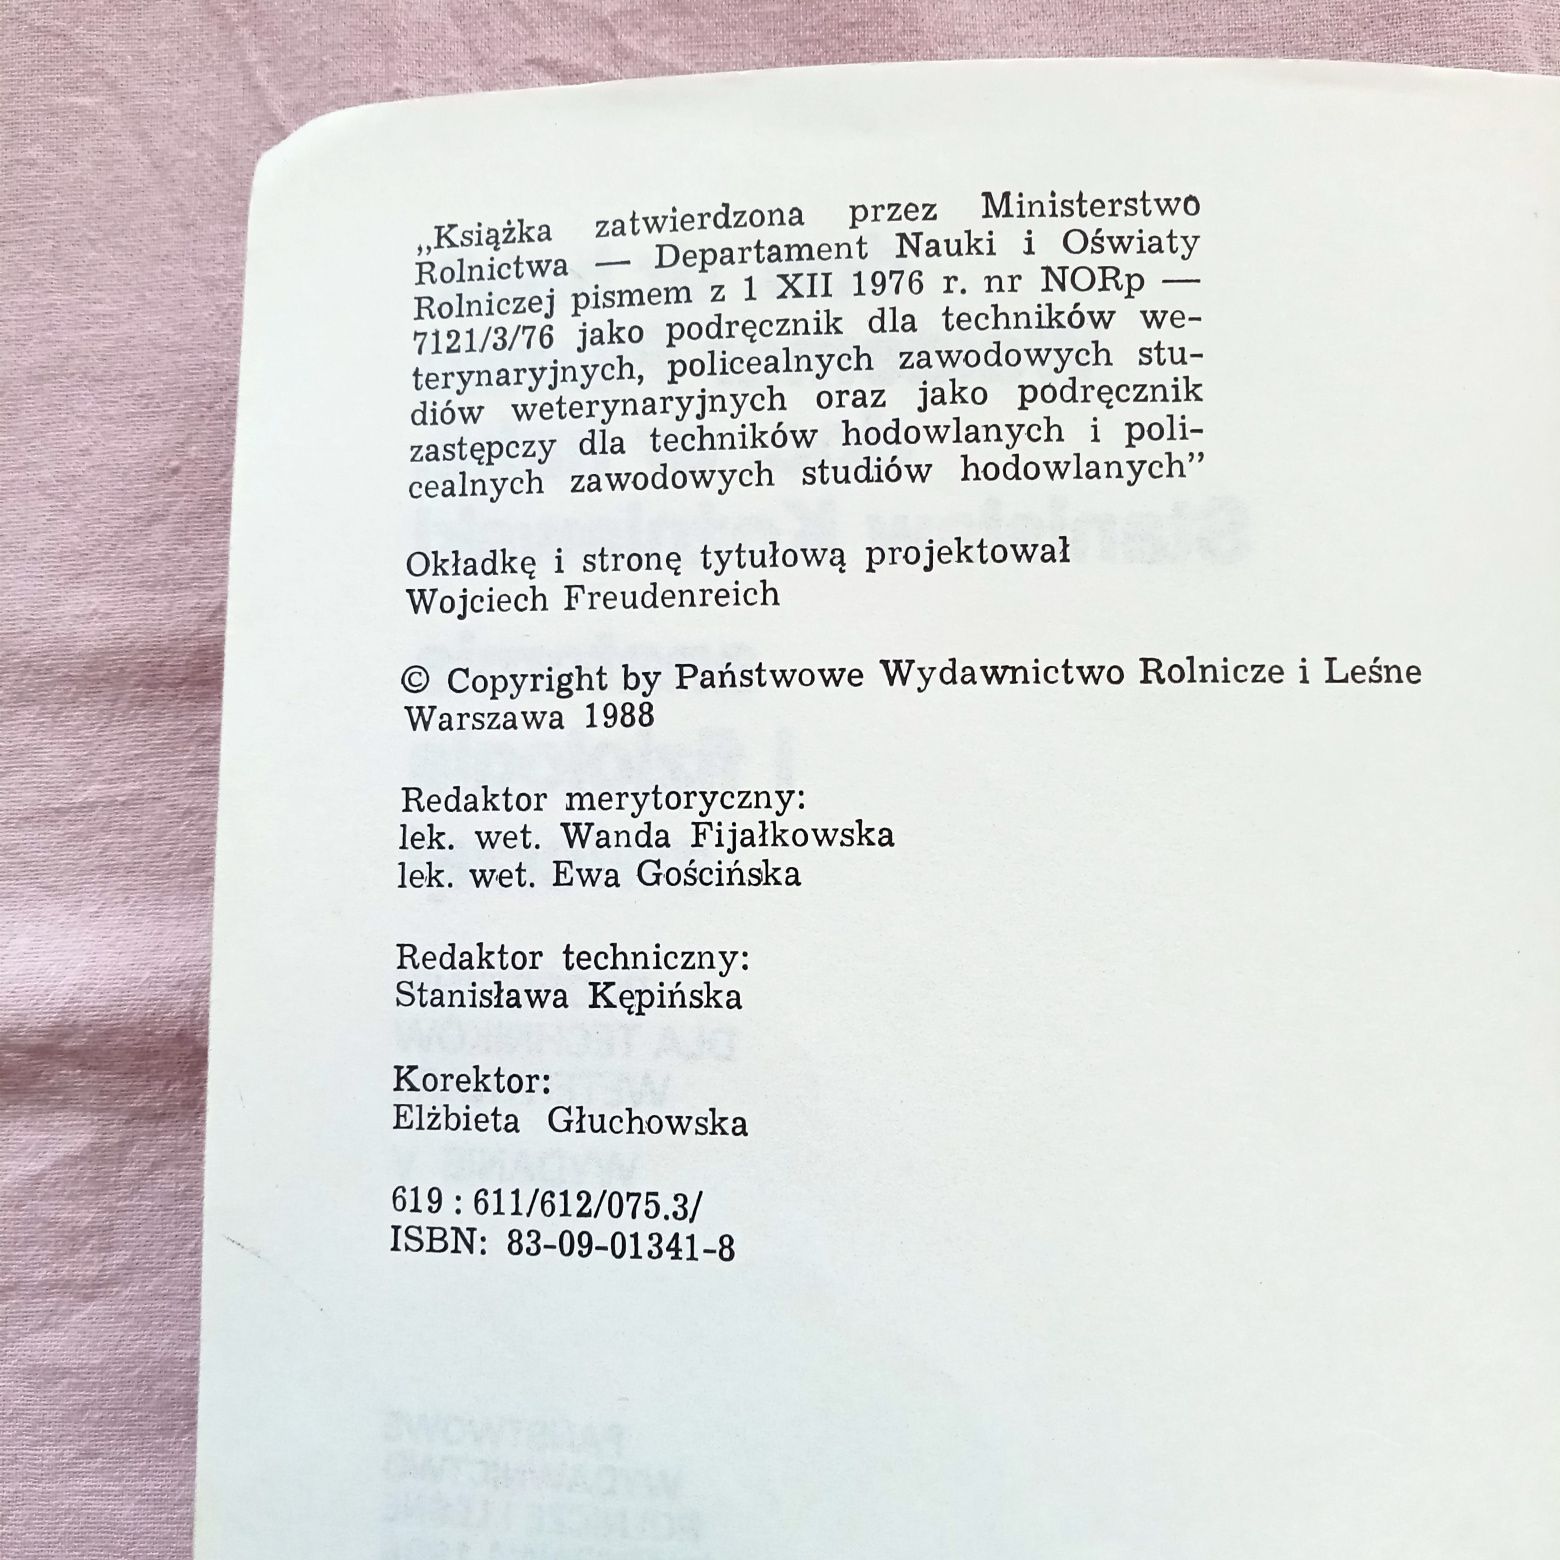 „Książka zatwierdzona przez Ministerstwo
Rolnictwa — Departament Nauki i Oświaty
Rolniczej pismem z 1 XII 1976 r. nr NORp —
7121/3/76 jako podręcznik dla techników we-
terynaryjnych, policealnych zawodowych stu-
diów weterynaryjnych oraz jako podręcznik
zastępczy dla techników hodowlanych i poli-
cealnych zawodowych studiów hodowlanych”
Okładkę i stronę tytułową projektował
Wojciech Freudenreich
© Copyright by Państwowe Wydawnictwo Rolnicze i Leśne
Warszawa 1988
Redaktor merytoryczny:
lek. wet. Wanda Fijałkowska
lek. wet. Ewa Gościńska
Redaktor techniczny:
Stanisława Kępińska
Korektor:
Elżbieta Głuchowska
619 : 611/612/075.3/
ISBN: 83-09-01341-8